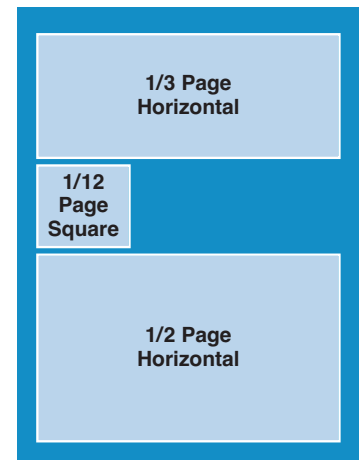 1/3 Page
Horizontal
1/12
Page
Square
1/2 Page
Horizontal